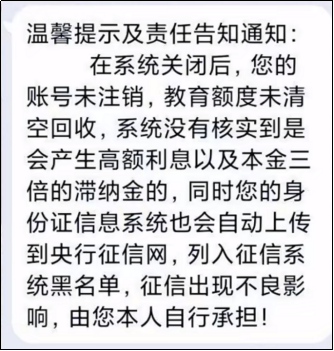 温馨提示及责任告知通知：
在系统关闭后，您的
账号未注销，教育额度未清
空回收，系统没有核实到是
会产生高额利息以及本金三
倍的滞纳金的，同时您的身
份证信息系统也会自动上传
到央行征信网，列入征信系
统黑名单，征信出现不良影
响，由您本人自行承担！